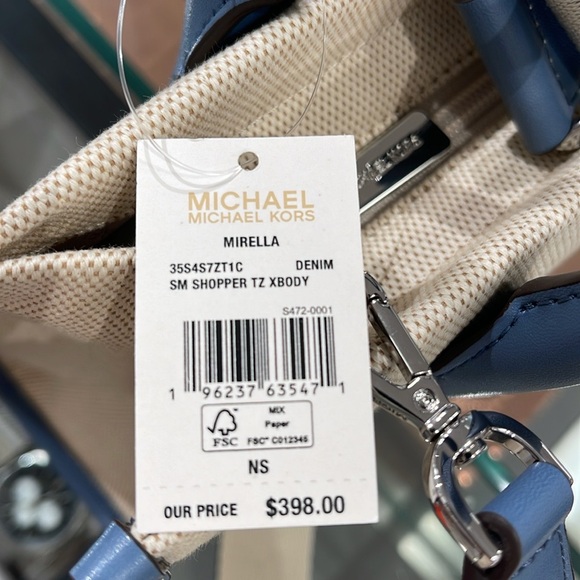 MICHAEL
MICHAEL KORS
MIRELLA
35S4S7ZT1C DENIM
SM SHOPPER TZ XBODY
S472-0001
1 96237 63547 1
FSC
MIX
Paper
FSC® C012345
NS
OUR PRICE $398.00